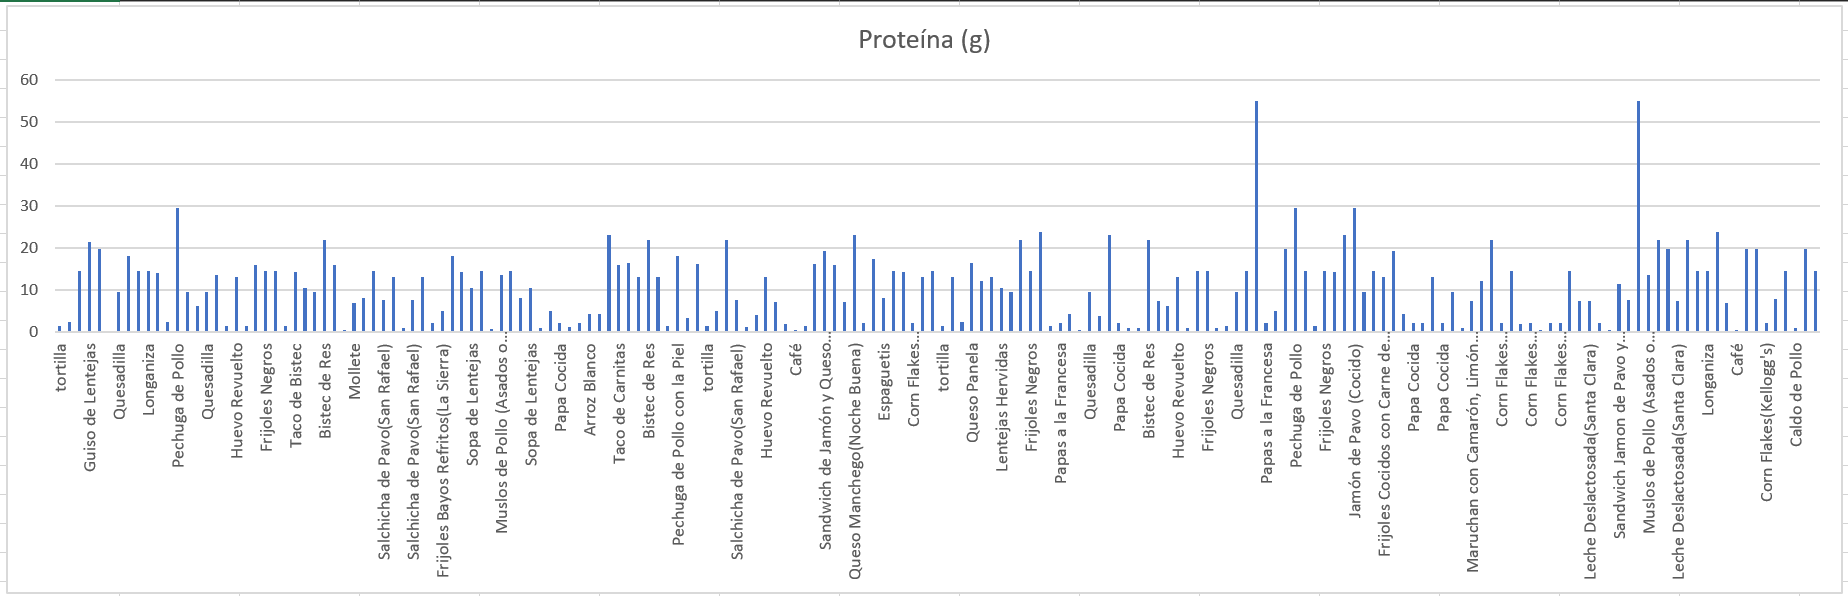 Proteína (g)
60
50
40
30
20
10
0
tortilla
Guiso de Lentejas
Quesadilla
Longaniza
Pechuga de Pollo
Quesadilla
Huevo Revuelto
Frijoles Negros
Taco de Bistec
Bistec de Res
Mollete
Salchicha de Pavo(San Rafael)
Salchicha de Pavo(San Rafael)
Frijoles Bayos Refritos(La Sierra)
Sopa de Lentejas
Muslos de Pollo (Asados o...
Sopa de Lentejas
Papa Cocida
Arroz Blanco
Taco de Carnitas
Bistec de Res
Pechuga de Pollo con la Piel
tortilla
Salchicha de Pavo(San Rafael)
Huevo Revuelto
Café
Sandwich de Jamón y Queso...
Queso Manchego(Noche Buena)
Espaguetis
Corn Flakes...
tortilla
Queso Panela
Lentejas Hervidas
Frijoles Negros
Papas a la Francesa
Quesadilla
Papa Cocida
Bistec de Res
Huevo Revuelto
Frijoles Negros
Quesadilla
Papas a la Francesa
Pechuga de Pollo
Frijoles Negros
Jamón de Pavo (Cocido)
Frijoles Cocidos con Carne de...
Papa Cocida
Papa Cocida
Maruchan con Camarón, Limón...
Corn Flakes...
Corn Flakes...
Corn Flakes...
Leche Deslactosada(Santa Clara)
Sandwich Jamon de Pavo y...
Muslos de Pollo (Asados o...
Leche Deslactosada(Santa Clara)
Longaniza
Café
Corn Flakes(Kellogg's)
Caldo de Pollo